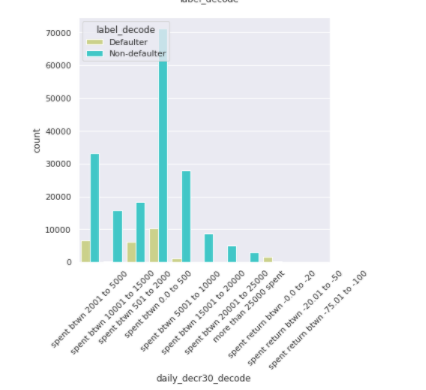 label_decode
label_decode
Defaulter
Non-defaulter
70000
60000
50000
40000
30000
20000
10000
0
count
spent btwn 2001 to 5000
spent btwn 10001 to 15000
spent btwn 501 to 2000
spent btwn 0.0 to 500
spent btwn 5001 to 10000
spent btwn 15001 to 20000
spent btwn 20001 to 25000
more than 25000 spent
spent return btwn -0.0 to -20
spent return btwn -20.01 to -50
spent return btwn -75.01 to -100
daily_decr30_decode